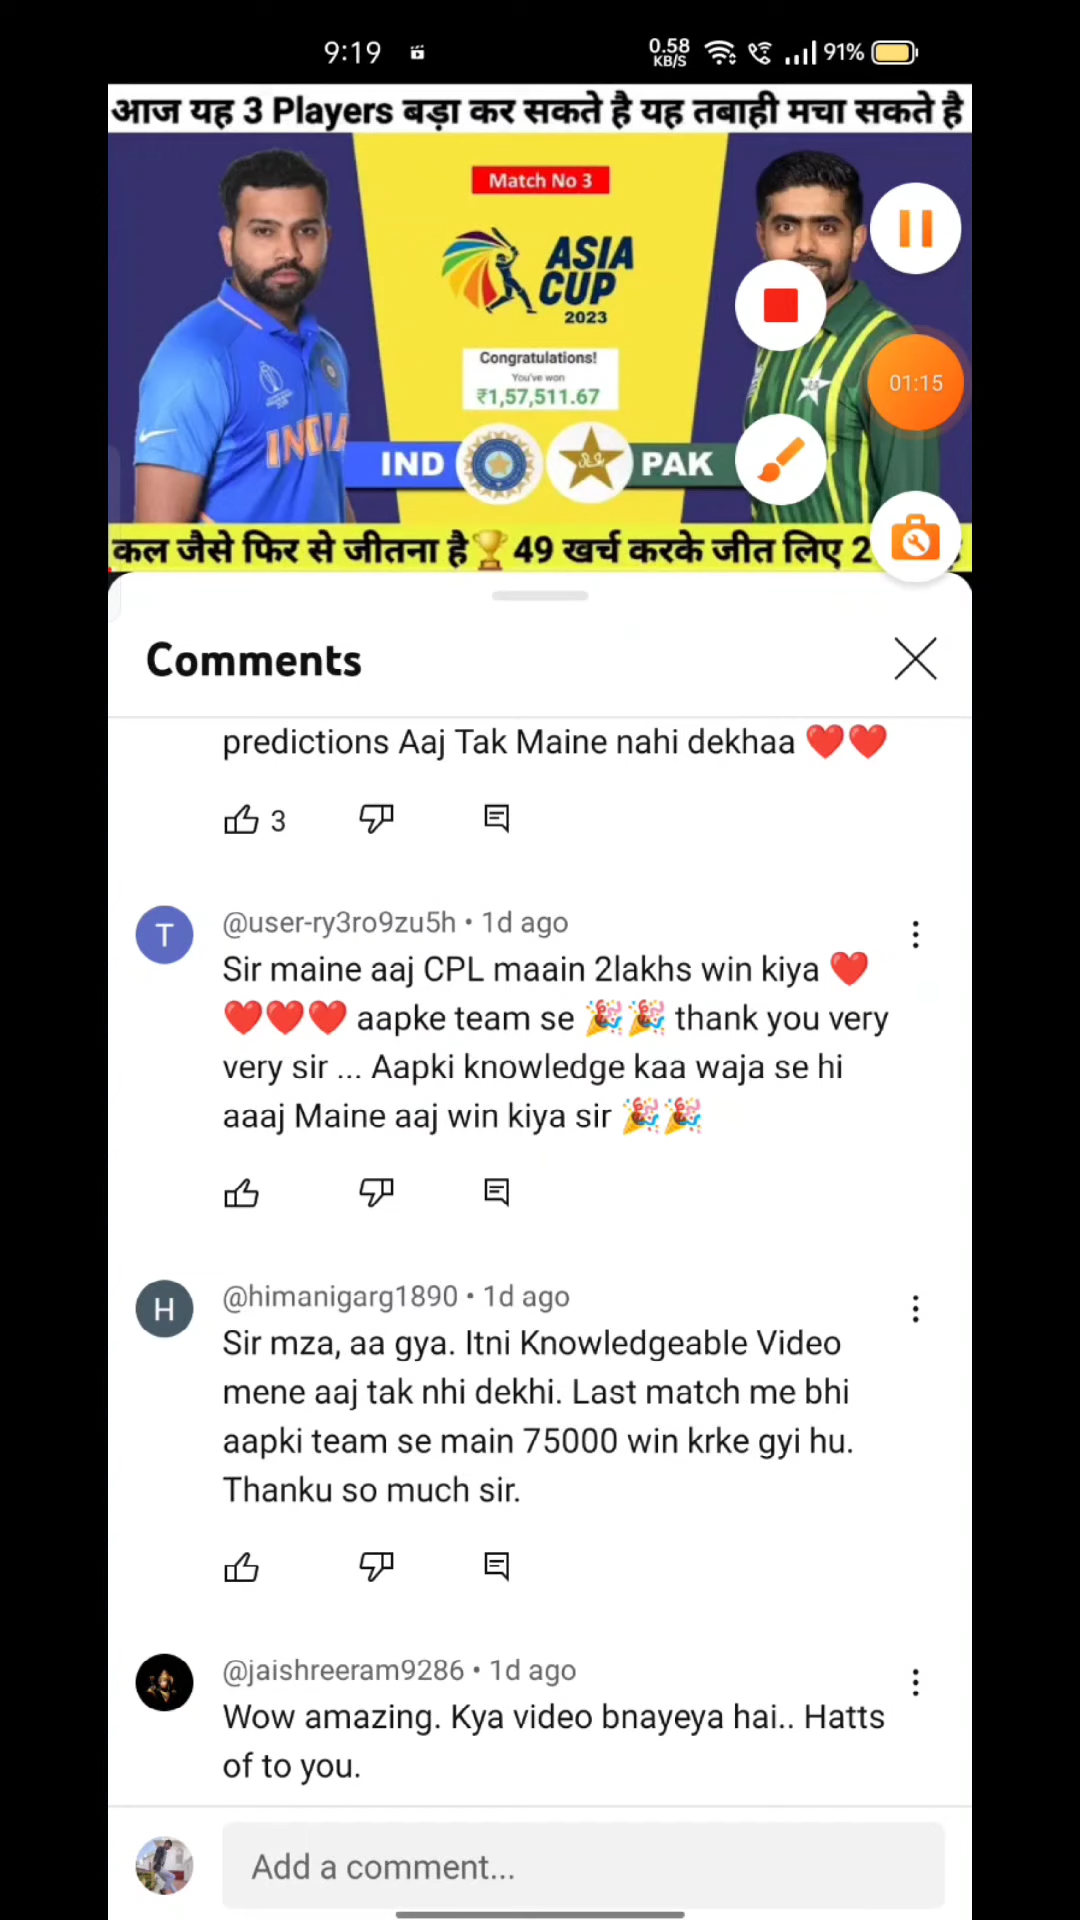 9:19
0.58 KB/S
91%
आज यह 3 Players बड़ा कर सकते है यह तबाही मचा सकते है
Match No 3
ASIA
CUP
2023
Congratulations!
You've won
₹1,57,511.67
01:15
INDIA
IND
PAK
कल जैसे फिर से जीतना है🏆49 खर्च करके जीत लिए 2
Comments
predictions Aaj Tak Maine nahi dekhaa ❤️❤️
3
T
@user-ry3ro9zu5h • 1d ago
Sir maine aaj CPL maain 2lakhs win kiya ❤️
❤️❤️❤️ aapke team se 🎉🎉 thank you very
very sir ... Aapki knowledge kaa waja se hi
aaaj Maine aaj win kiya sir 🎉🎉
H
@himanigarg1890 • 1d ago
Sir mza, aa gya. Itni Knowledgeable Video
mene aaj tak nhi dekhi. Last match me bhi
aapki team se main 75000 win krke gyi hu.
Thanku so much sir.
@jaishreeram9286 • 1d ago
Wow amazing. Kya video bnayeya hai.. Hatts
of to you.
Add a comment...